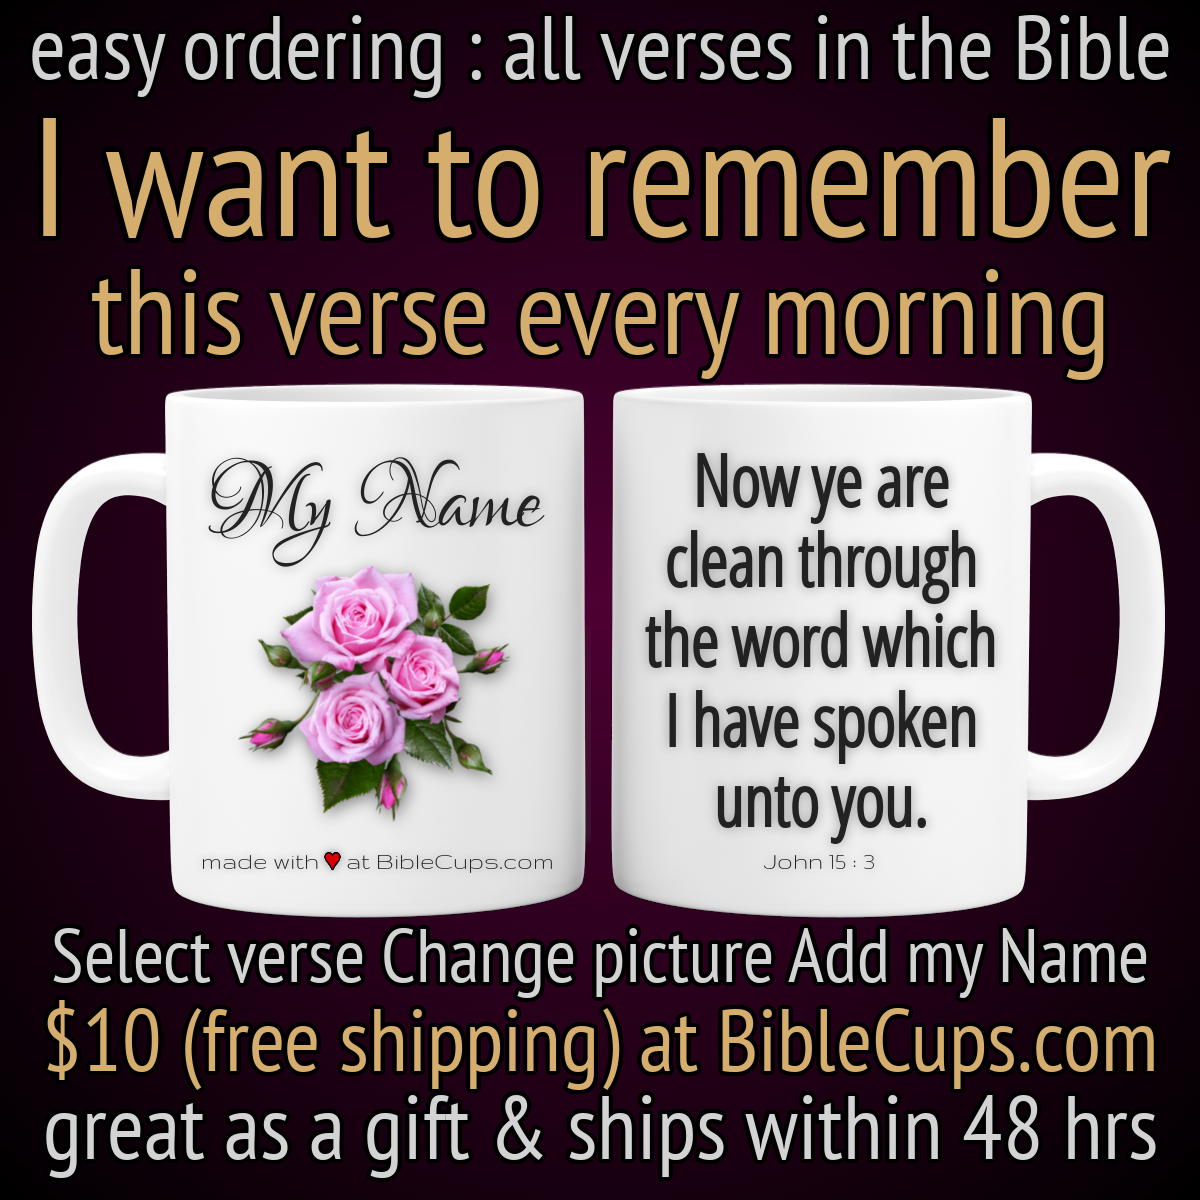 easy ordering : all verses in the Bible
I want to remember
this verse every morning
My Name
made with ❤ at BibleCups.com
Now ye are
clean through
the word which
I have spoken
unto you.
John 15 : 3
Select verse Change picture Add my Name
$10 (free shipping) at BibleCups.com
great as a gift & ships within 48 hrs